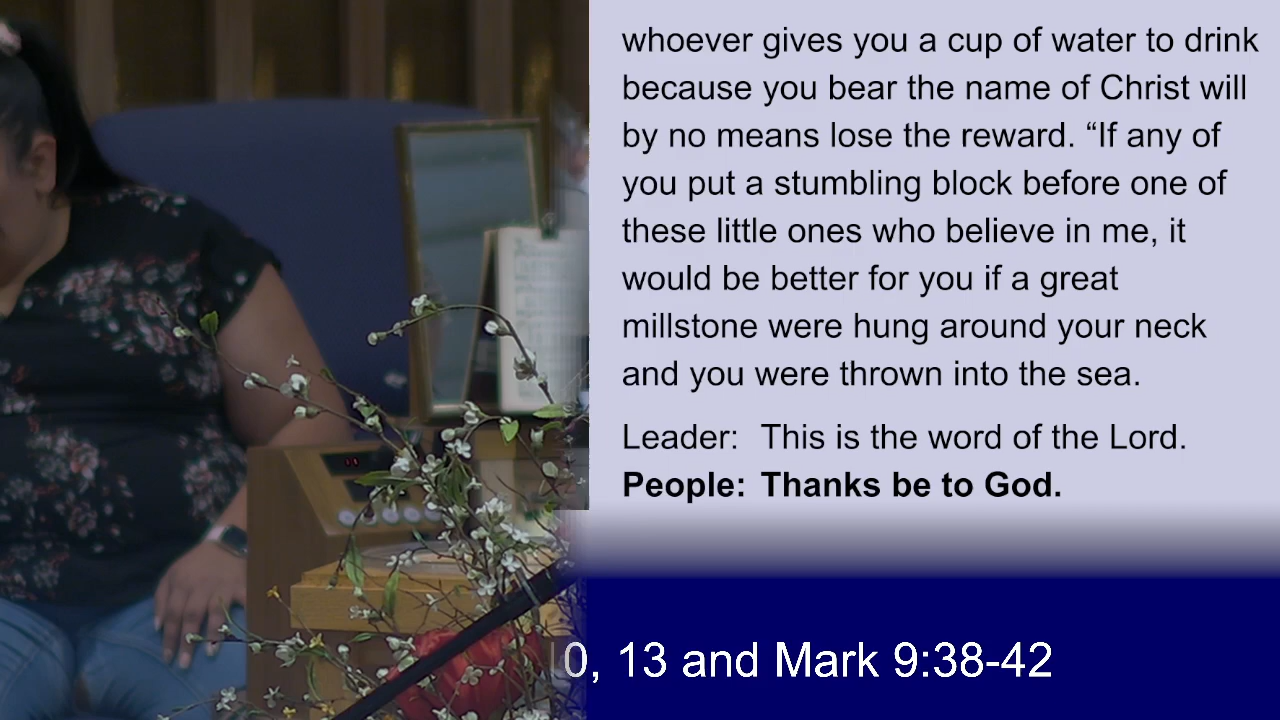 whoever gives you a cup of water to drink
because you bear the name of Christ will
by no means lose the reward. “If any of
you put a stumbling block before one of
these little ones who believe in me, it
would be better for you if a great
millstone were hung around your neck
and you were thrown into the sea.
Leader: This is the word of the Lord.
People: Thanks be to God.
0, 13 and Mark 9:38-42